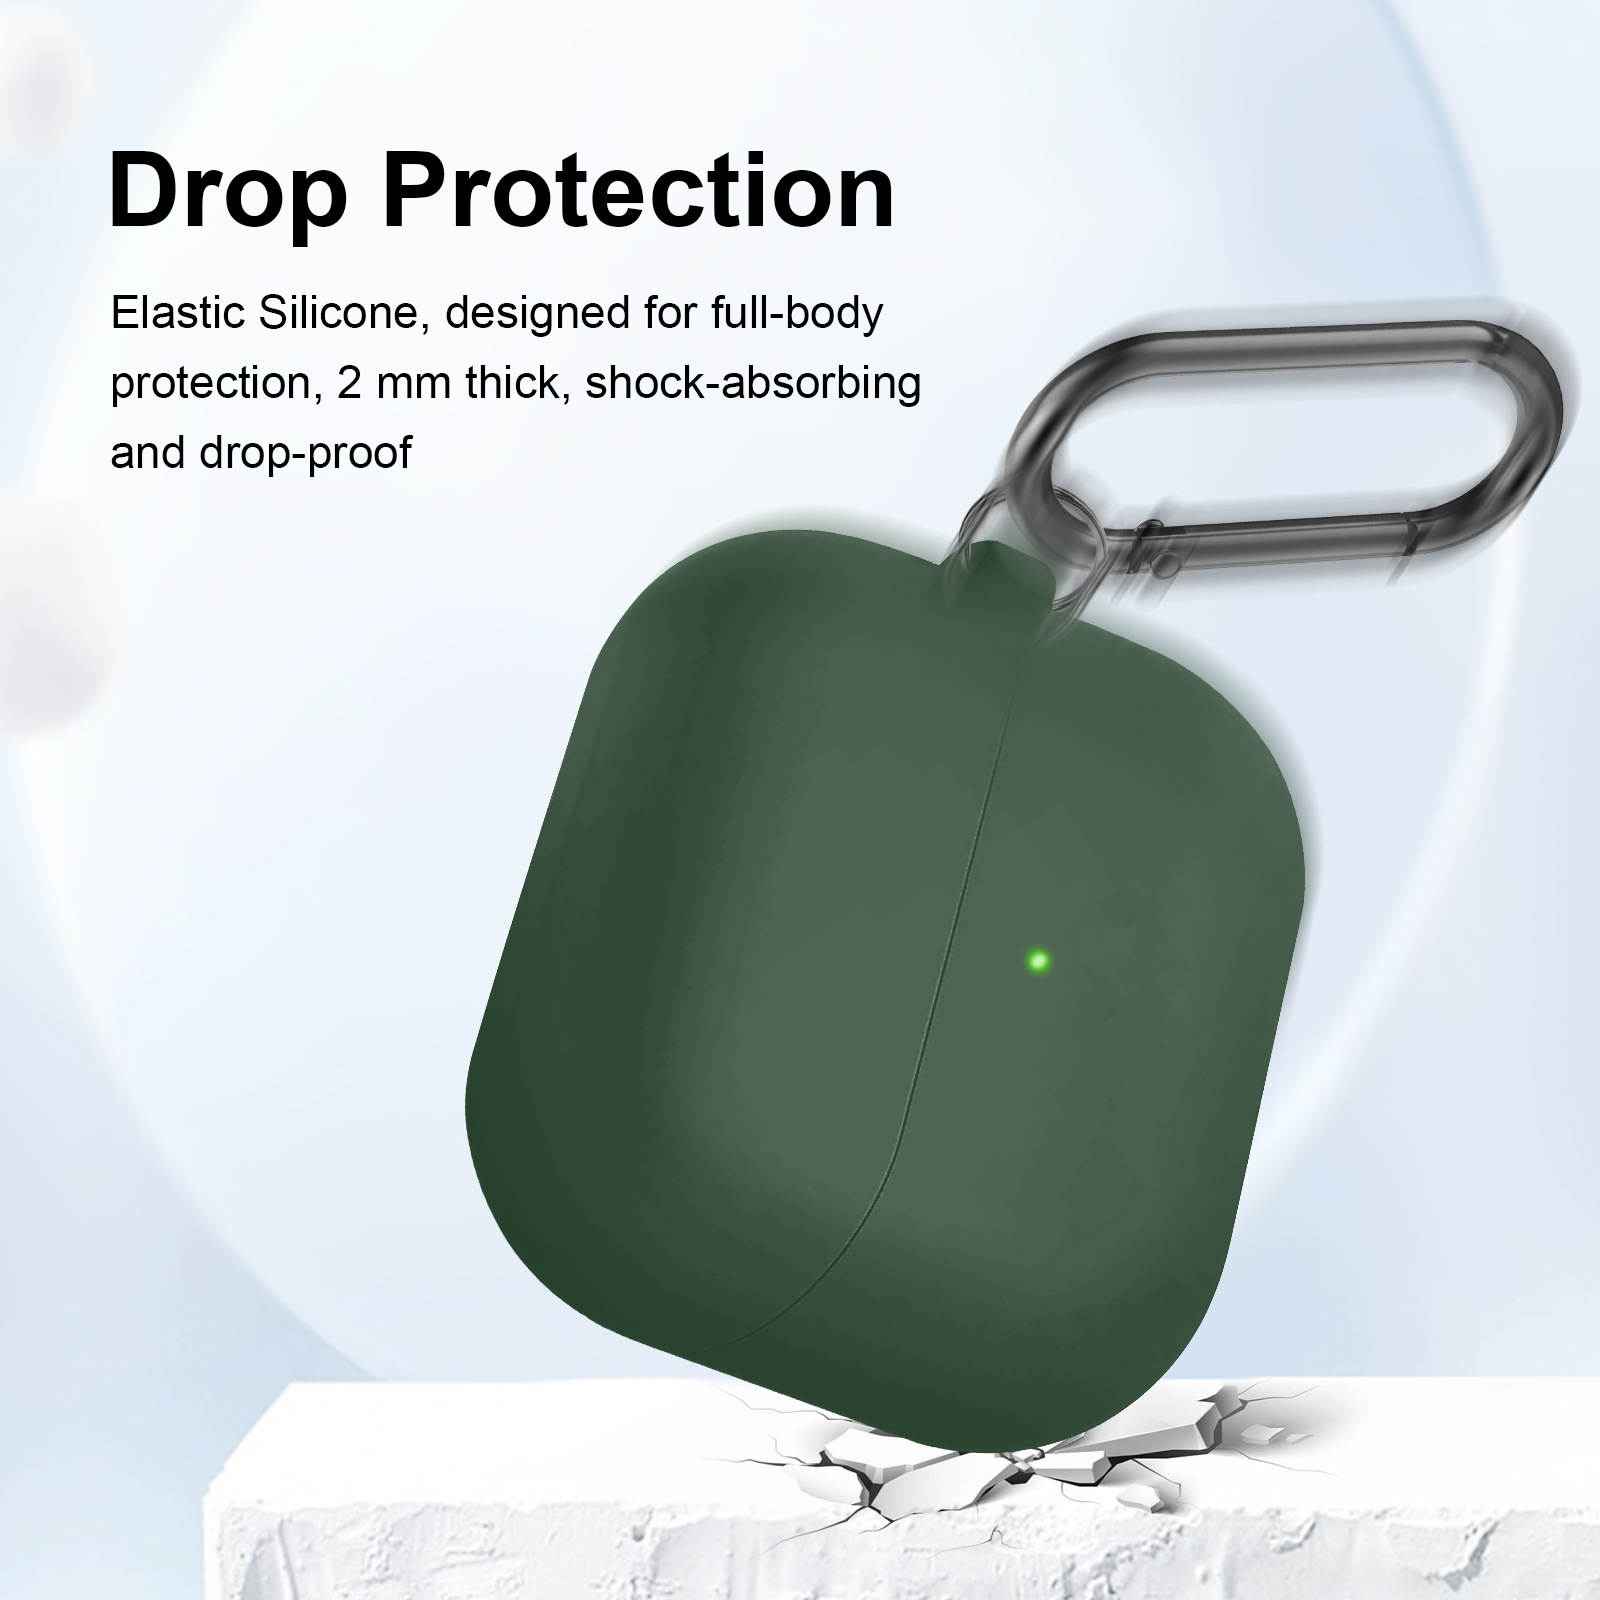 Drop Protection
Elastic Silicone, designed for full-body
protection, 2 mm thick, shock-absorbing
and drop-proof